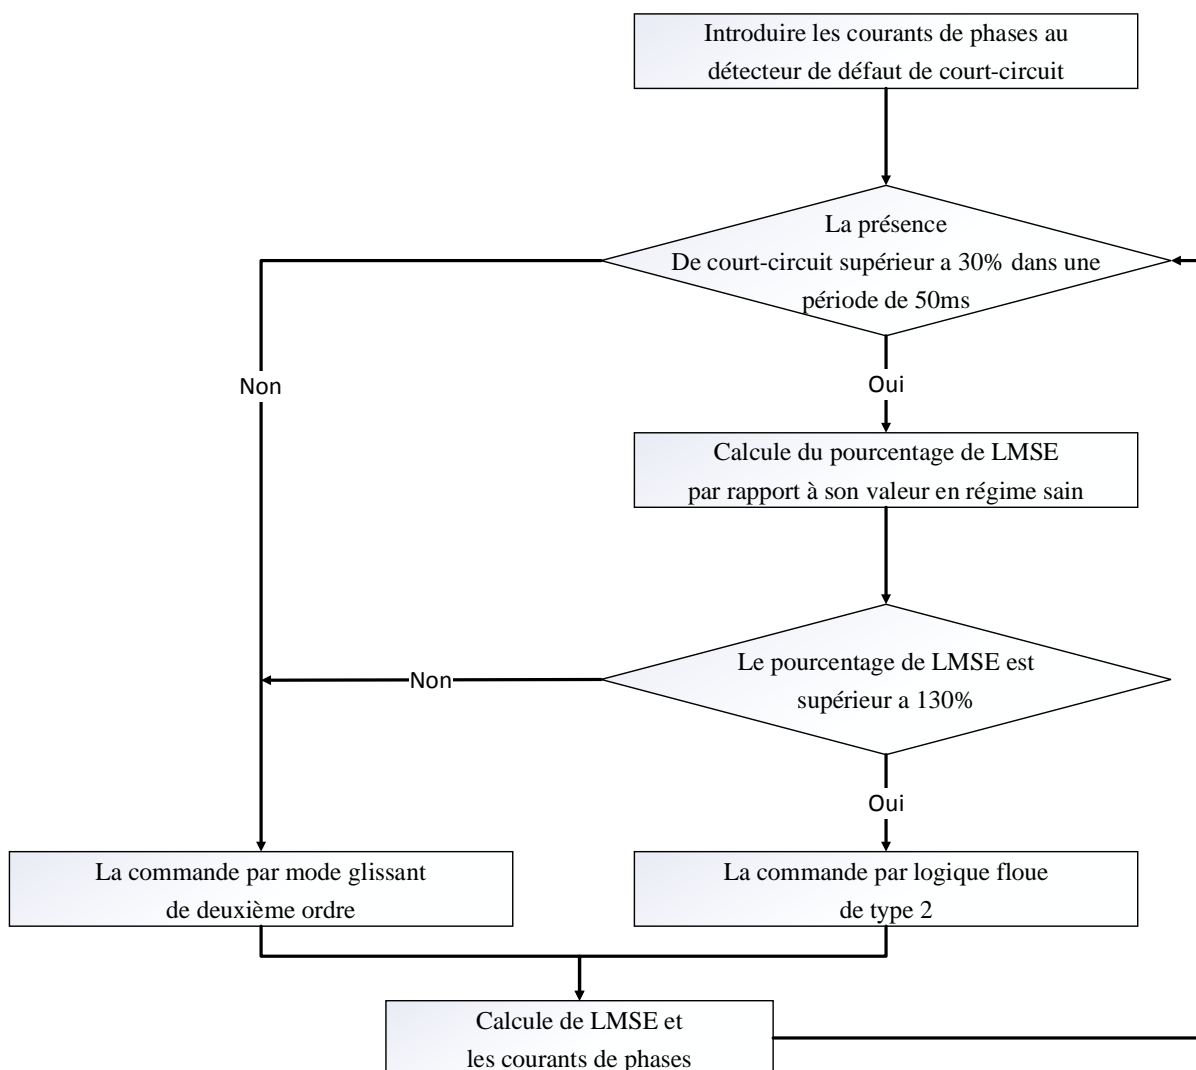 Introduire les courants de phases au
détecteur de défaut de court-circuit
La présence
De court-circuit supérieur a 30% dans une
période de 50ms
Non
Oui
Calcule du pourcentage de LMSE
par rapport à son valeur en régime sain
Le pourcentage de LMSE est
supérieur a 130%
Non
Oui
La commande par mode glissant
de deuxième ordre
La commande par logique floue
de type 2
Calcule de LMSE et
les courants de phases